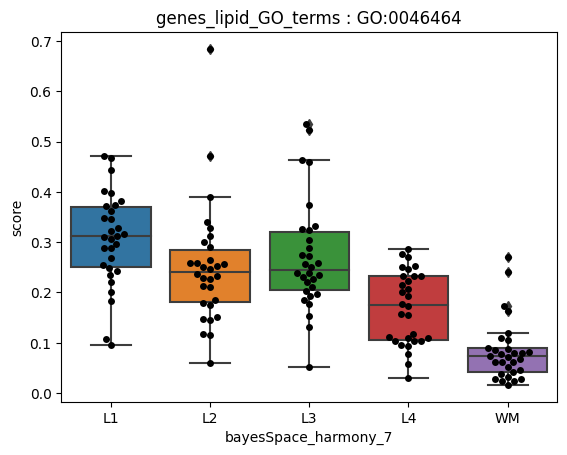 genes_lipid_GO_terms : GO:0046464
0.7
0.6
0.5
0.4
0.3
0.2
0.1
0.0
score
L1 L2 L3 L4 WM
bayesSpace_harmony_7